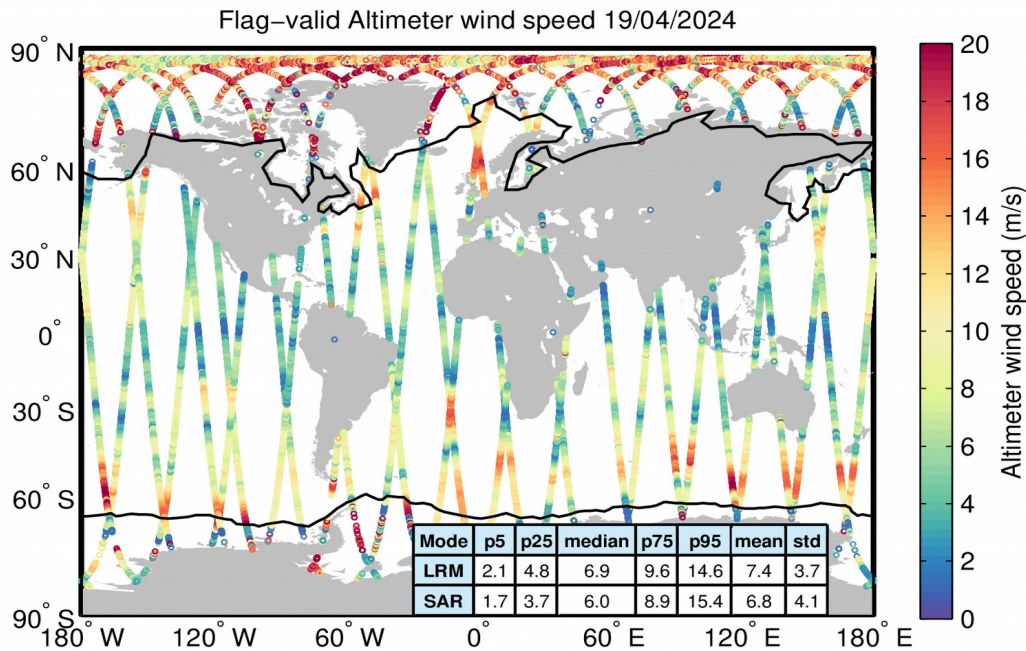 Flag−valid Altimeter wind speed 19/04/2024
90° N
60° N
30° N
0°
30° S
60° S
90° S
180° W
120° W
60° W
0°
60° E
120° E
180° E
Mode p5 p25 median p75 p95 mean std
LRM 2.1 4.8 6.9 9.6 14.6 7.4 3.7
SAR 1.7 3.7 6.0 8.9 15.4 6.8 4.1
20
18
16
14
12
10
8
6
4
2
0
Altimeter wind speed (m/s)